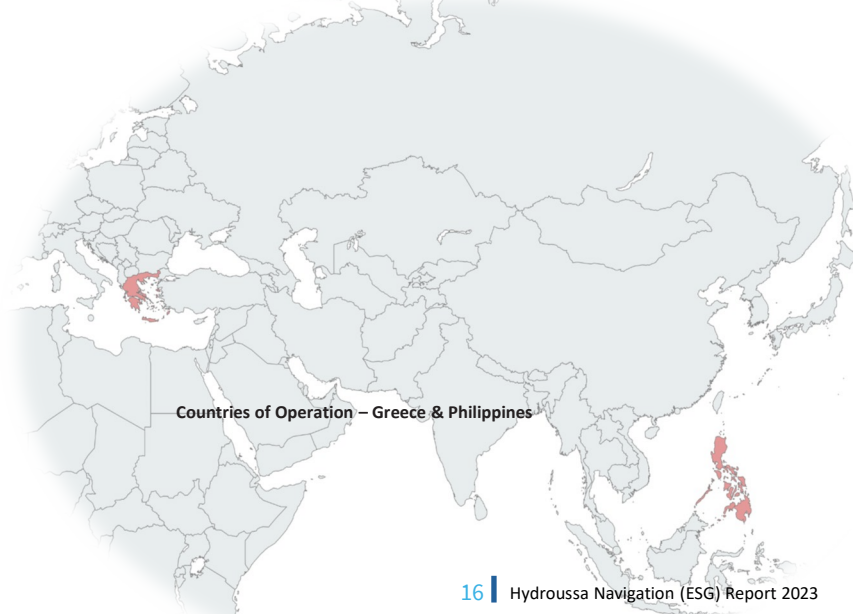 Countries of Operation – Greece & Philippines
16 Hydroussa Navigation (ESG) Report 2023